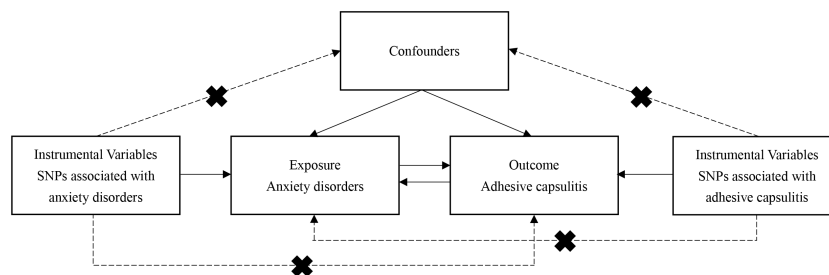 Confounders
Instrumental Variables
SNPs associated with
anxiety disorders
Exposure
Anxiety disorders
Outcome
Adhesive capsulitis
Instrumental Variables
SNPs associated with
adhesive capsulitis